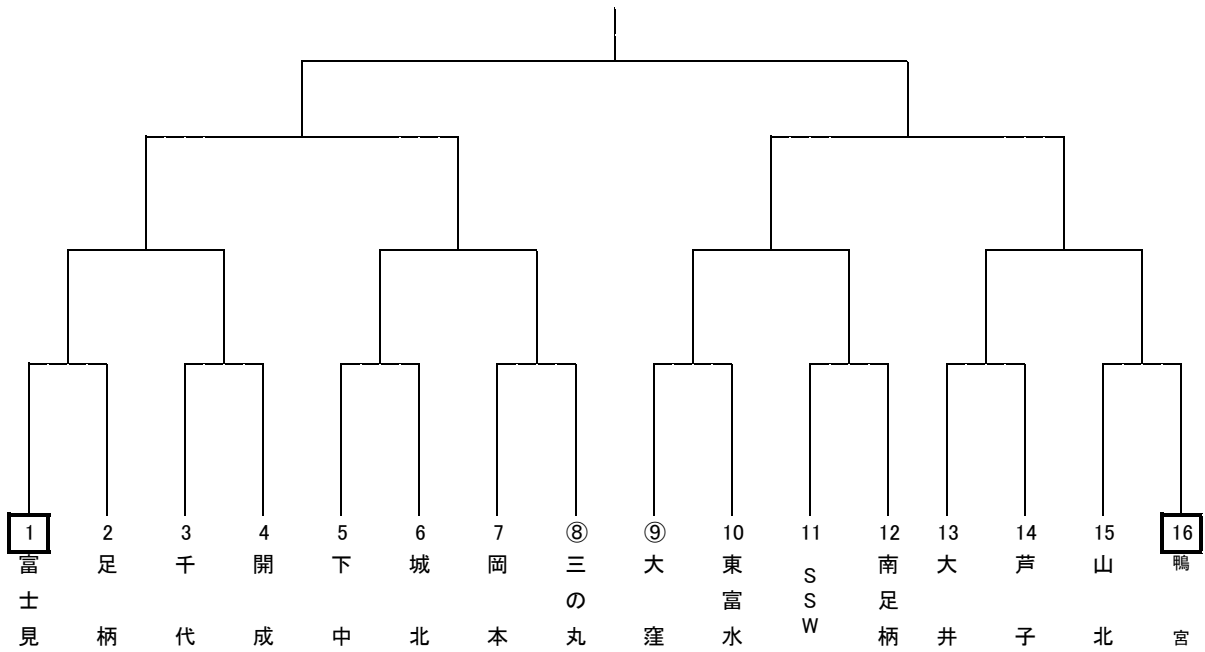 1 2 3 4 5 6 7 ⑧ ⑨ 10 11 12 13 14 15 16
富士見
足柄
千代
開成
下中
城北
岡本
三の丸
大窪
東富水
SSW
南足柄
大井
芦子
山北
鴨宮